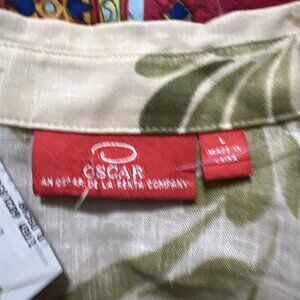 OSCAR
AN OSCAR DE LA RENTA COMPANY
L
MADE IN
CHINA